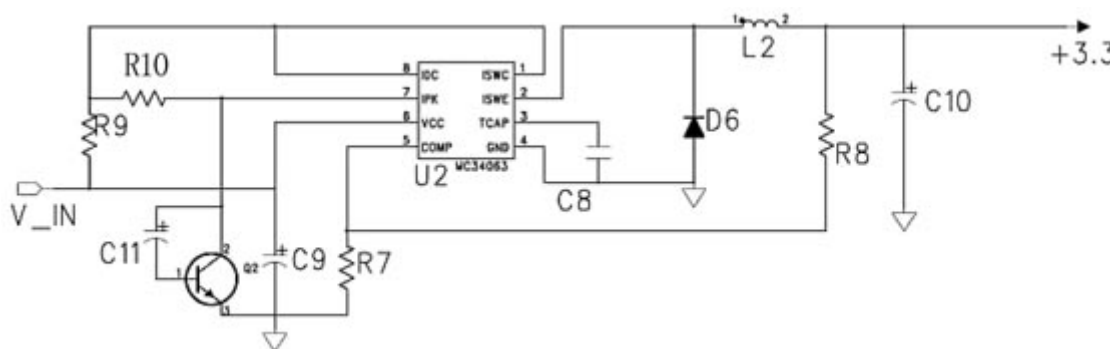 1 L2 2
+3.3
R10
8 IDC ISWC 1
7 IPK ISWE 2
6 VCC TCAP 3
5 COMP GND 4
U2 MC34063
R9
D6
C10
R8
C8
V_IN
C11
1 2 3
Q2
C9
R7